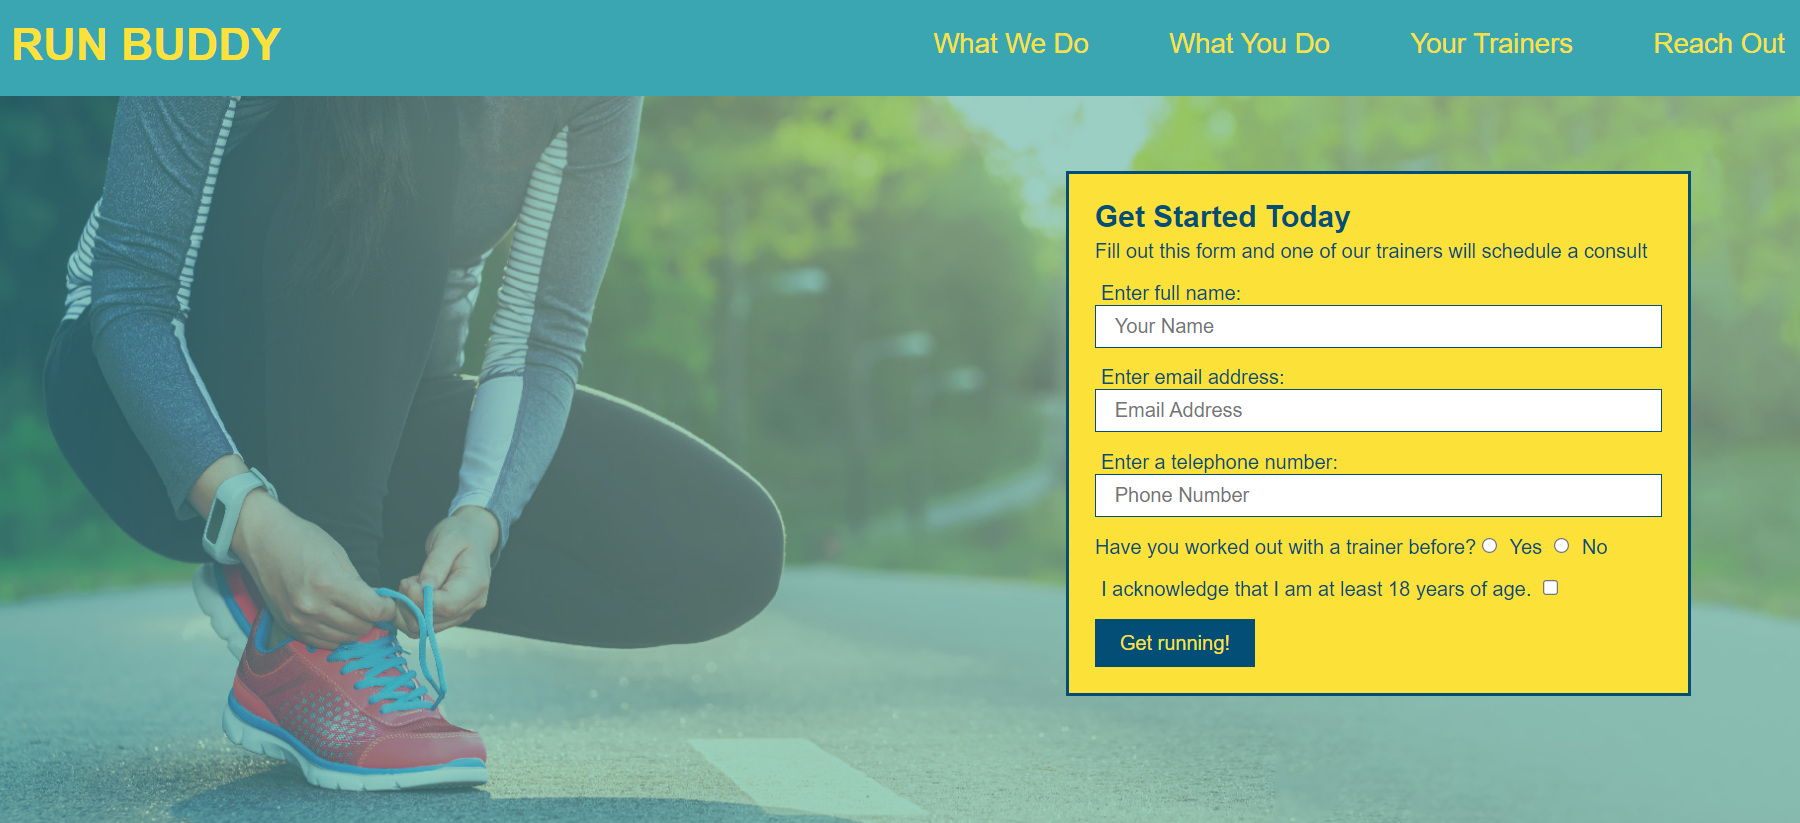 RUN BUDDY
What We Do What You Do Your Trainers Reach Out
Get Started Today
Fill out this form and one of our trainers will schedule a consult
Enter full name:
Your Name
Enter email address:
Email Address
Enter a telephone number:
Phone Number
Have you worked out with a trainer before? Yes No
I acknowledge that I am at least 18 years of age.
Get running!